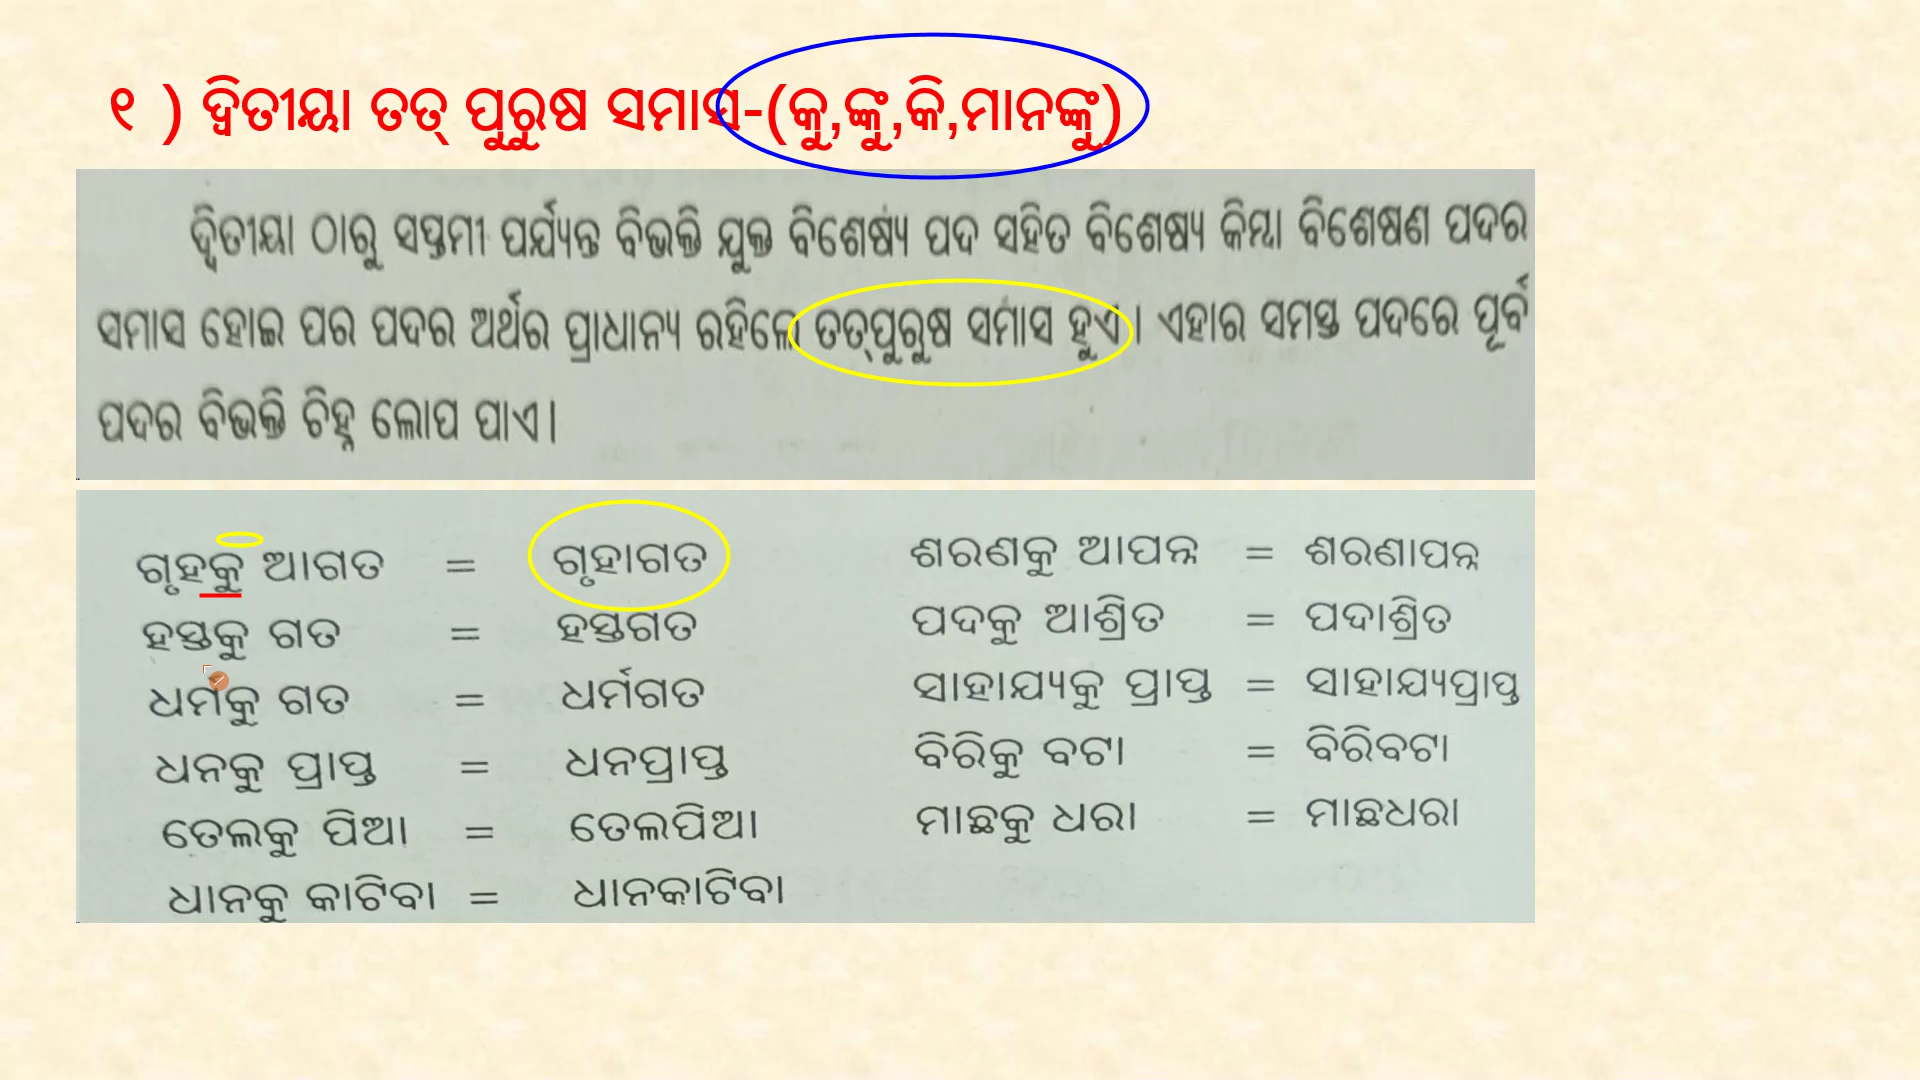 ୧ ) ଦ୍ଵିତୀୟା ତତ୍ ପୁରୁଷ ସମାସ-(କୁ,ଙ୍କୁ,କି,ମାନଙ୍କୁ)
ଦ୍ୱିତୀୟା ଠାରୁ ସପ୍ତମୀ ପର୍ଯ୍ୟନ୍ତ ବିଭକ୍ତି ଯୁକ୍ତ ବିଶେଷ୍ୟ ପଦ ସହିତ ବିଶେଷ୍ୟ କିମ୍ବା ବିଶେଷଣ ପଦର
ସମାସ ହୋଇ ପର ପଦର ଅର୍ଥର ପ୍ରାଧାନ୍ୟ ରହିଲେ ତତ୍‌ପୁରୁଷ ସମାସ ହୁଏ। ଏହାର ସମସ୍ତ ପଦରେ ପୂର୍ବ
ପଦର ବିଭକ୍ତି ଚିହ୍ନ ଲୋପ ପାଏ।
ଗୃହକୁ ଆଗତ = ଗୃହାଗତ
ହସ୍ତକୁ ଗତ = ହସ୍ତଗତ
ଧର୍ମକୁ ଗତ = ଧର୍ମଗତ
ଧନକୁ ପ୍ରାପ୍ତ = ଧନପ୍ରାପ୍ତ
ତେଲକୁ ପିଆ = ତେଲପିଆ
ଧାନକୁ କାଟିବା = ଧାନକାଟିବା
ଶରଣକୁ ଆପନ୍ନ = ଶରଣାପନ୍ନ
ପଦକୁ ଆଶ୍ରିତ = ପଦାଶ୍ରିତ
ସାହାଯ୍ୟକୁ ପ୍ରାପ୍ତ = ସାହାଯ୍ୟପ୍ରାପ୍ତ
ବିରିକୁ ବଟା = ବିରିବଟା
ମାଛକୁ ଧରା = ମାଛଧରା